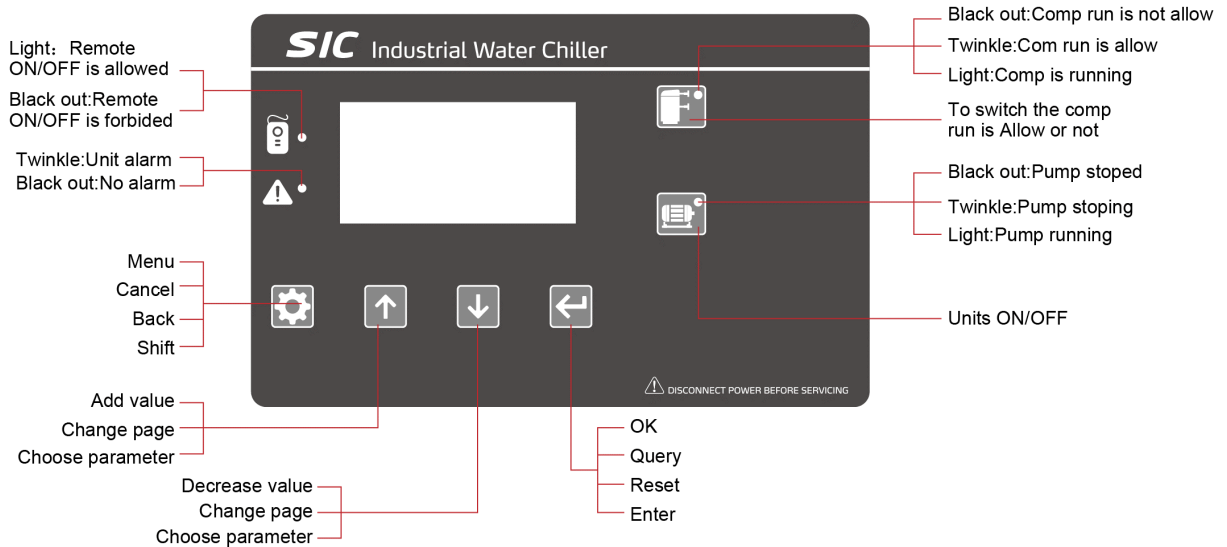 SIC Industrial Water Chiller
Light: Remote
ON/OFF is allowed
Black out:Remote
ON/OFF is forbided
Twinkle:Unit alarm
Black out:No alarm
Menu
Cancel
Back
Shift
Add value
Change page
Choose parameter
Decrease value
Change page
Choose parameter
OK
Query
Reset
Enter
Black out:Comp run is not allow
Twinkle:Com run is allow
Light:Comp is running
To switch the comp
run is Allow or not
Black out:Pump stoped
Twinkle:Pump stoping
Light:Pump running
Units ON/OFF
DISCONNECT POWER BEFORE SERVICING